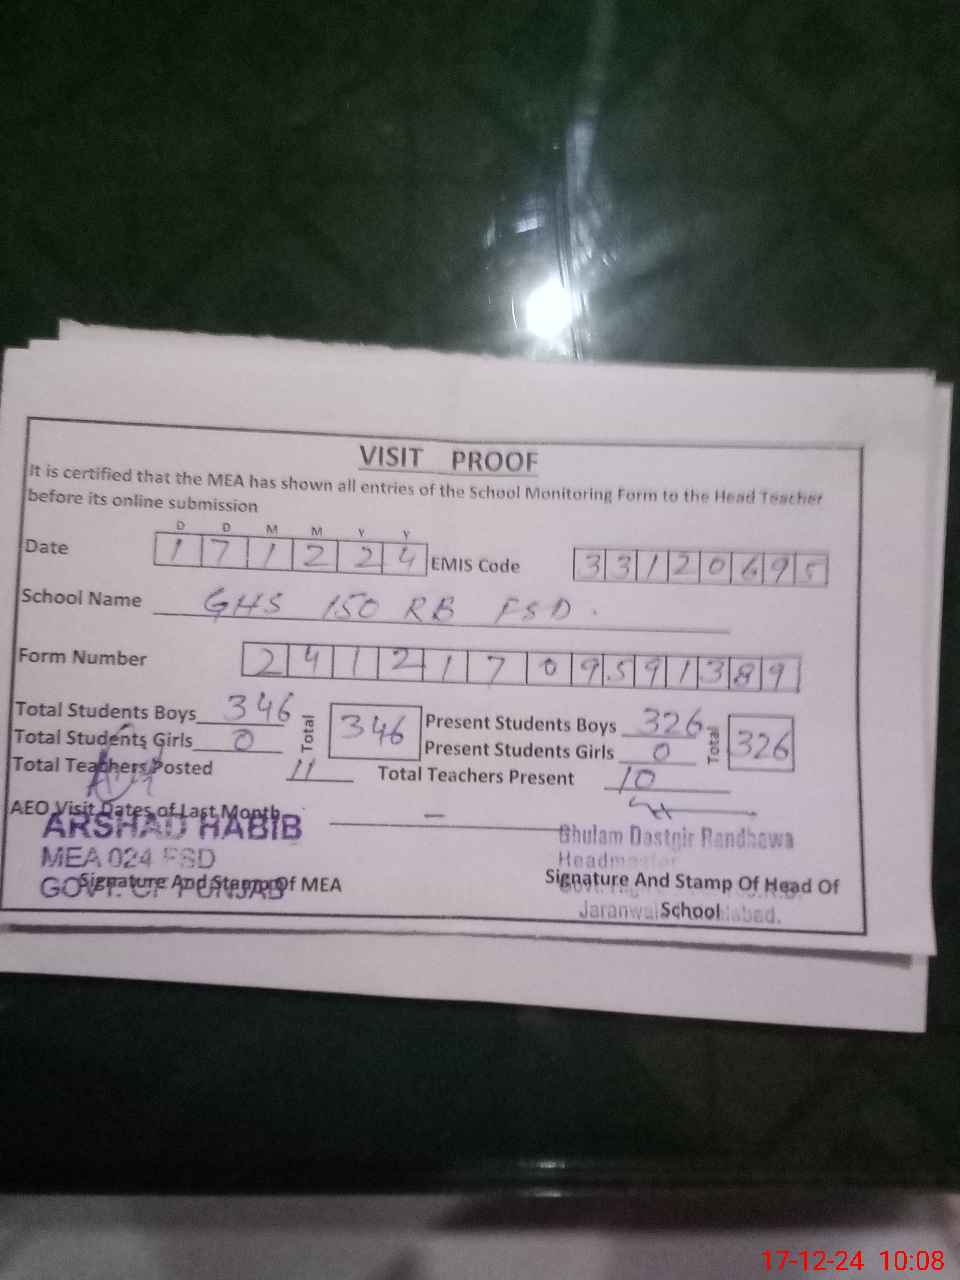 VISIT PROOF
It is certified that the MEA has shown all entries of the School Monitoring Form to the Head Teacher
before its online submission
D D M M Y Y
Date 1 7 1 2 2 4 EMIS Code 3 3 1 2 0 6 9 5
School Name GHS 150 RB FSD.
Form Number 2 4 1 2 1 7 0 9 5 9 1 3 8 9
Total Students Boys 346 Total 346 Present Students Boys 326 Total 326
Total Students Girls 0 Present Students Girls 0
Total Teachers Posted 11 Total Teachers Present 10
AEO Visit Dates of Last Month —
ARSHAD HABIB
MEA 024 FSD
GOVT. OF PUNJAB
Signature And Stamp Of MEA
Ghulam Dastgir Randhawa
Headmaster
Signature And Stamp Of Head Of
School
17-12-24 10:08